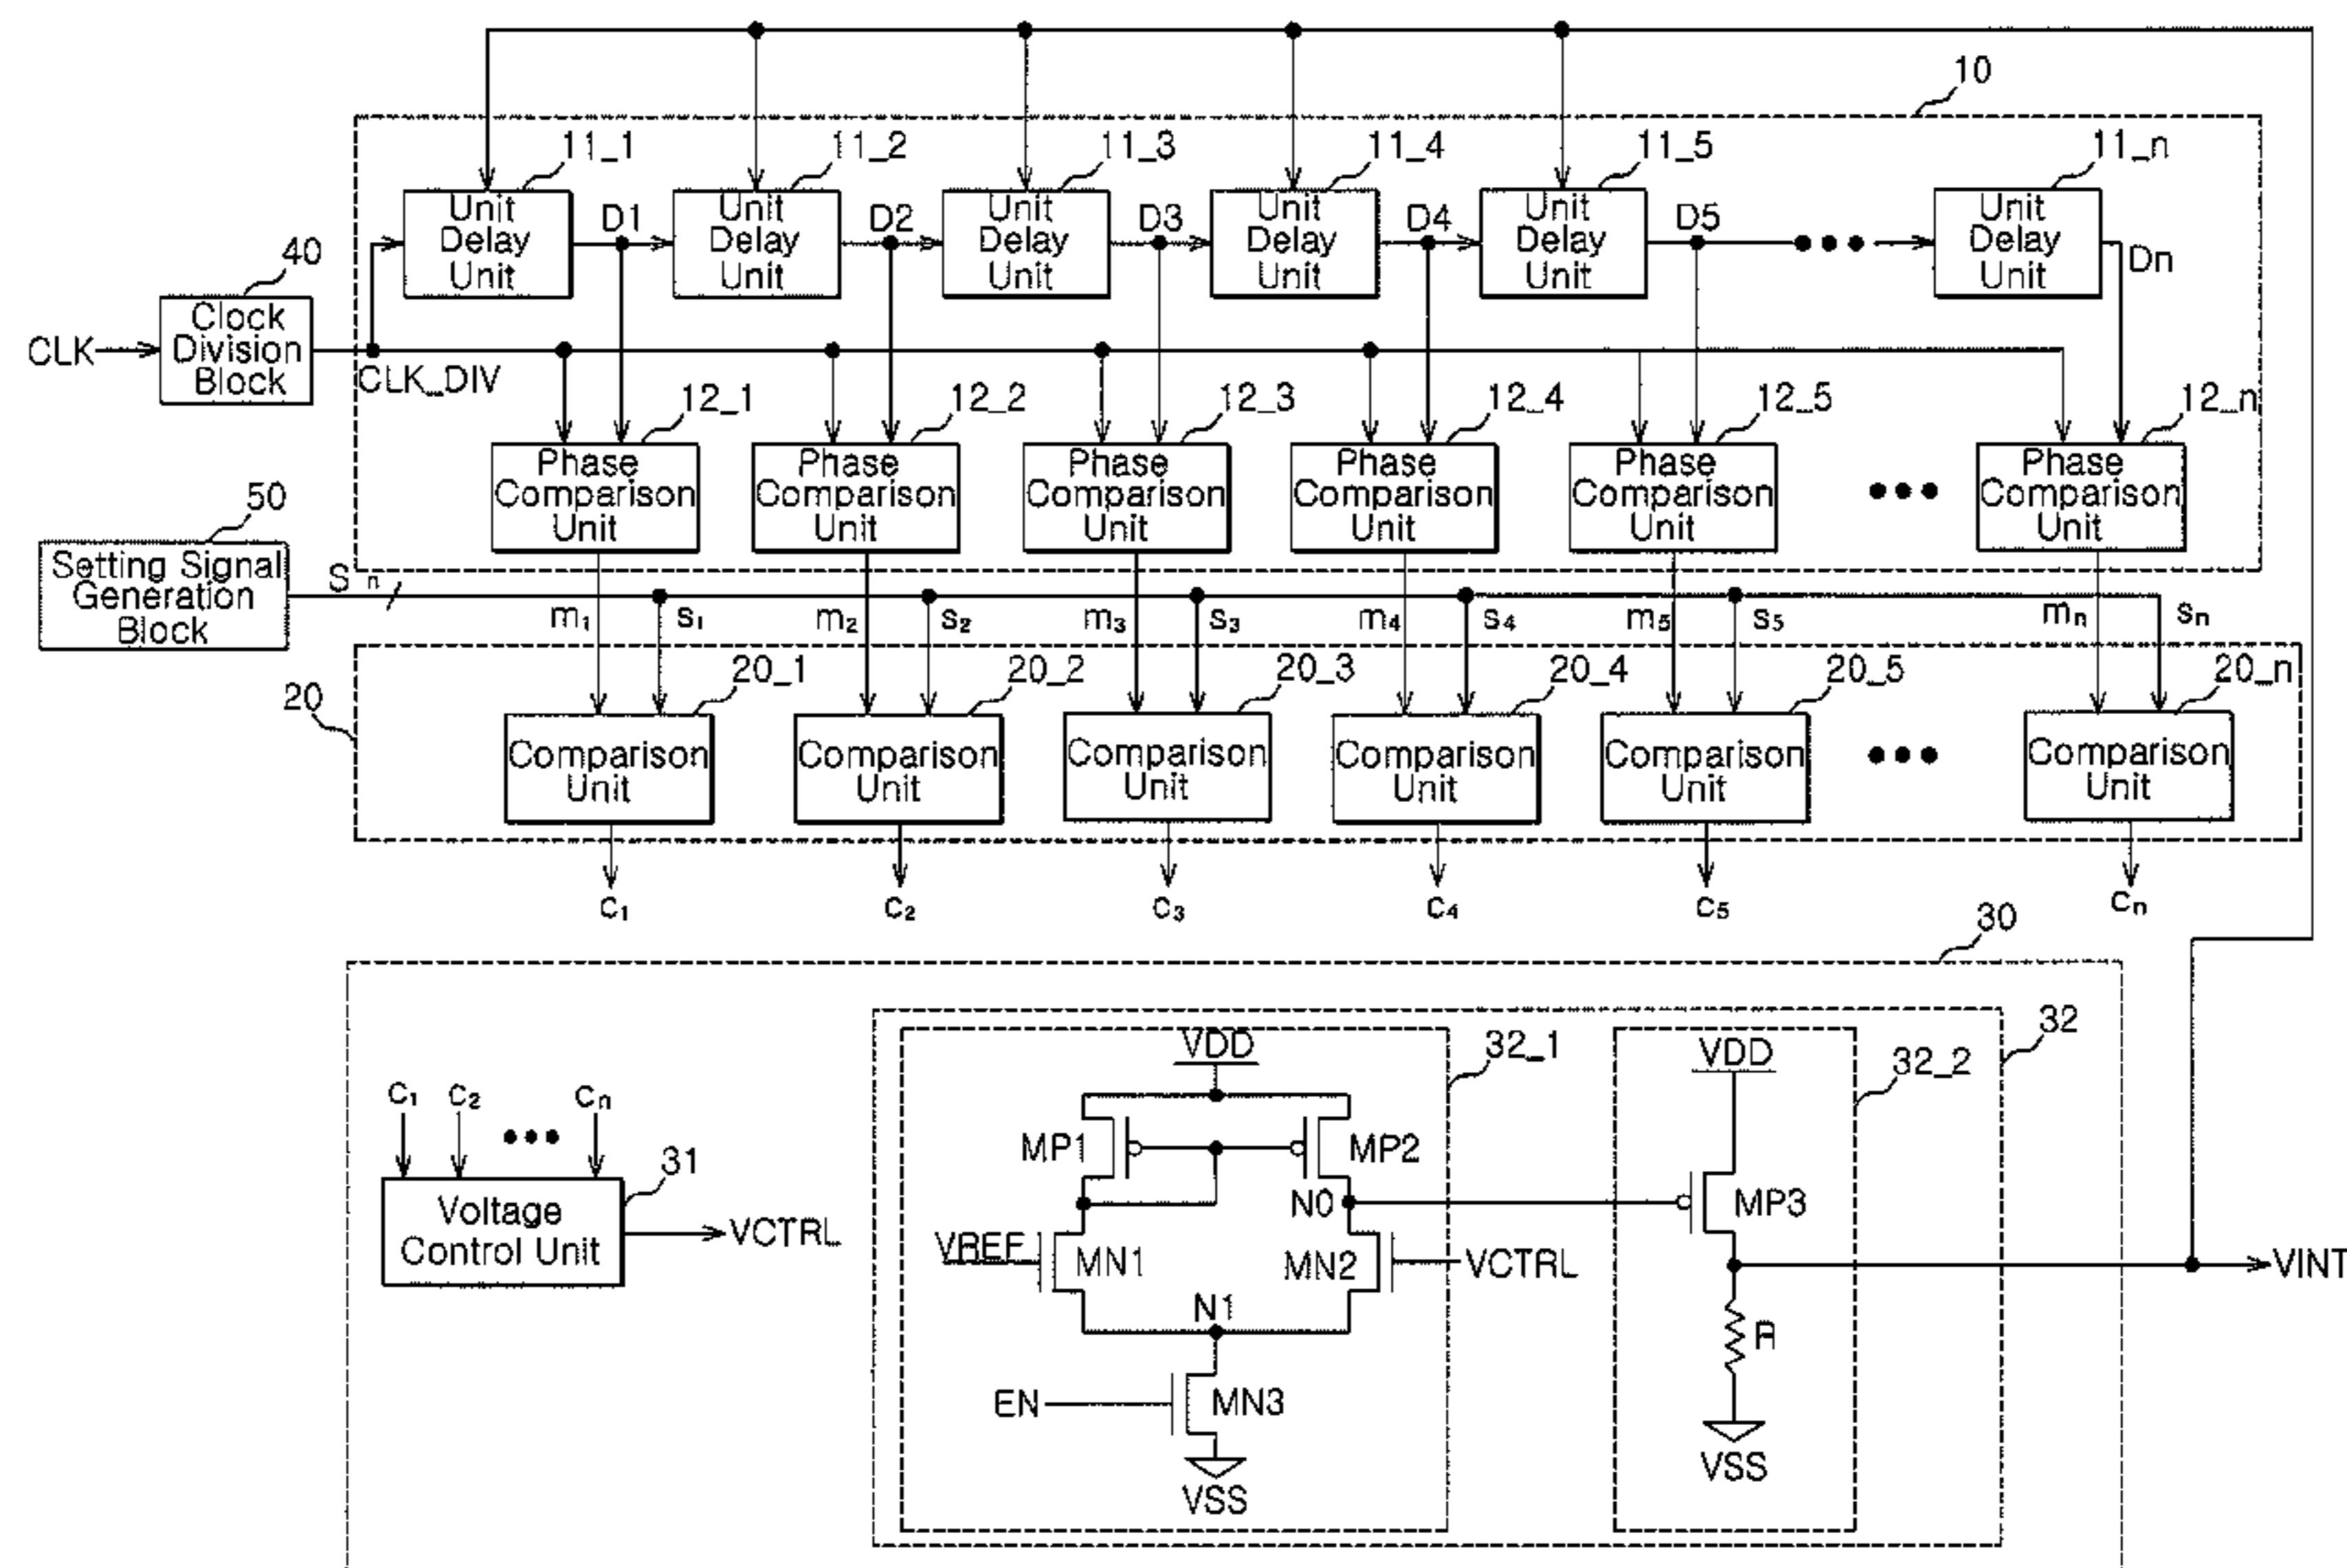 10
11_1
11_2
11_3
11_4
11_5
11_n
Unit
Delay
Unit
D1
Unit
Delay
Unit
D2
Unit
Delay
Unit
D3
Unit
Delay
Unit
D4
Unit
Delay
Unit
D5
Unit
Delay
Unit
Dn
40
CLK
Clock
Division
Block
CLK_DIV
12_1
12_2
12_3
12_4
12_5
12_n
Phase
Comparison
Unit
Phase
Comparison
Unit
Phase
Comparison
Unit
Phase
Comparison
Unit
Phase
Comparison
Unit
Phase
Comparison
Unit
50
Setting Signal
Generation
Block
S n
m₁ s₁ m₂ s₂ m₃ s₃ m₄ s₄ m₅ s₅ mₙ sₙ
20
20_1
20_2
20_3
20_4
20_5
20_n
Comparison
Unit
Comparison
Unit
Comparison
Unit
Comparison
Unit
Comparison
Unit
Comparison
Unit
c₁ c₂ c₃ c₄ c₅ cₙ
30
32
32_1
32_2
VDD
VDD
c₁ c₂ cₙ
31
Voltage
Control Unit
VCTRL
MP1
MP2
N0
MP3
VREF
MN1
MN2
VCTRL
VINT
N1
R
EN
MN3
VSS
VSS